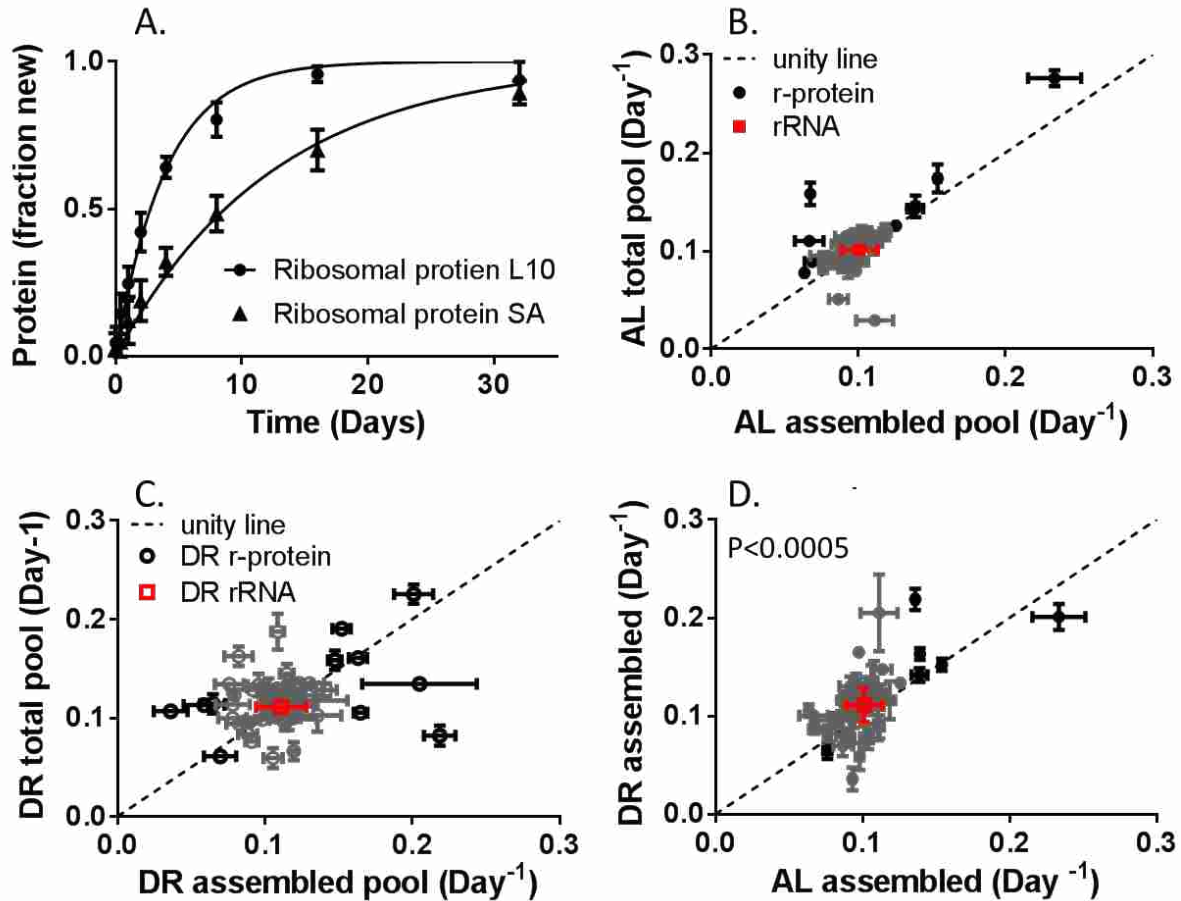 A.
Protein (fraction new)
1.0
0.5
0.0
Ribosomal protien L10
Ribosomal protein SA
0 10 20 30
Time (Days)
B.
AL total pool (Day-1)
0.3
0.2
0.1
0.0
unity line
r-protein
rRNA
0.0 0.1 0.2 0.3
AL assembled pool (Day-1)
C.
DR total pool (Day-1)
0.3
0.2
0.1
0.0
unity line
DR r-protein
DR rRNA
0.0 0.1 0.2 0.3
DR assembled pool (Day-1)
D.
DR assembled (Day-1)
0.3
0.2
0.1
0.0
P<0.0005
0.0 0.1 0.2 0.3
AL assembled (Day -1)